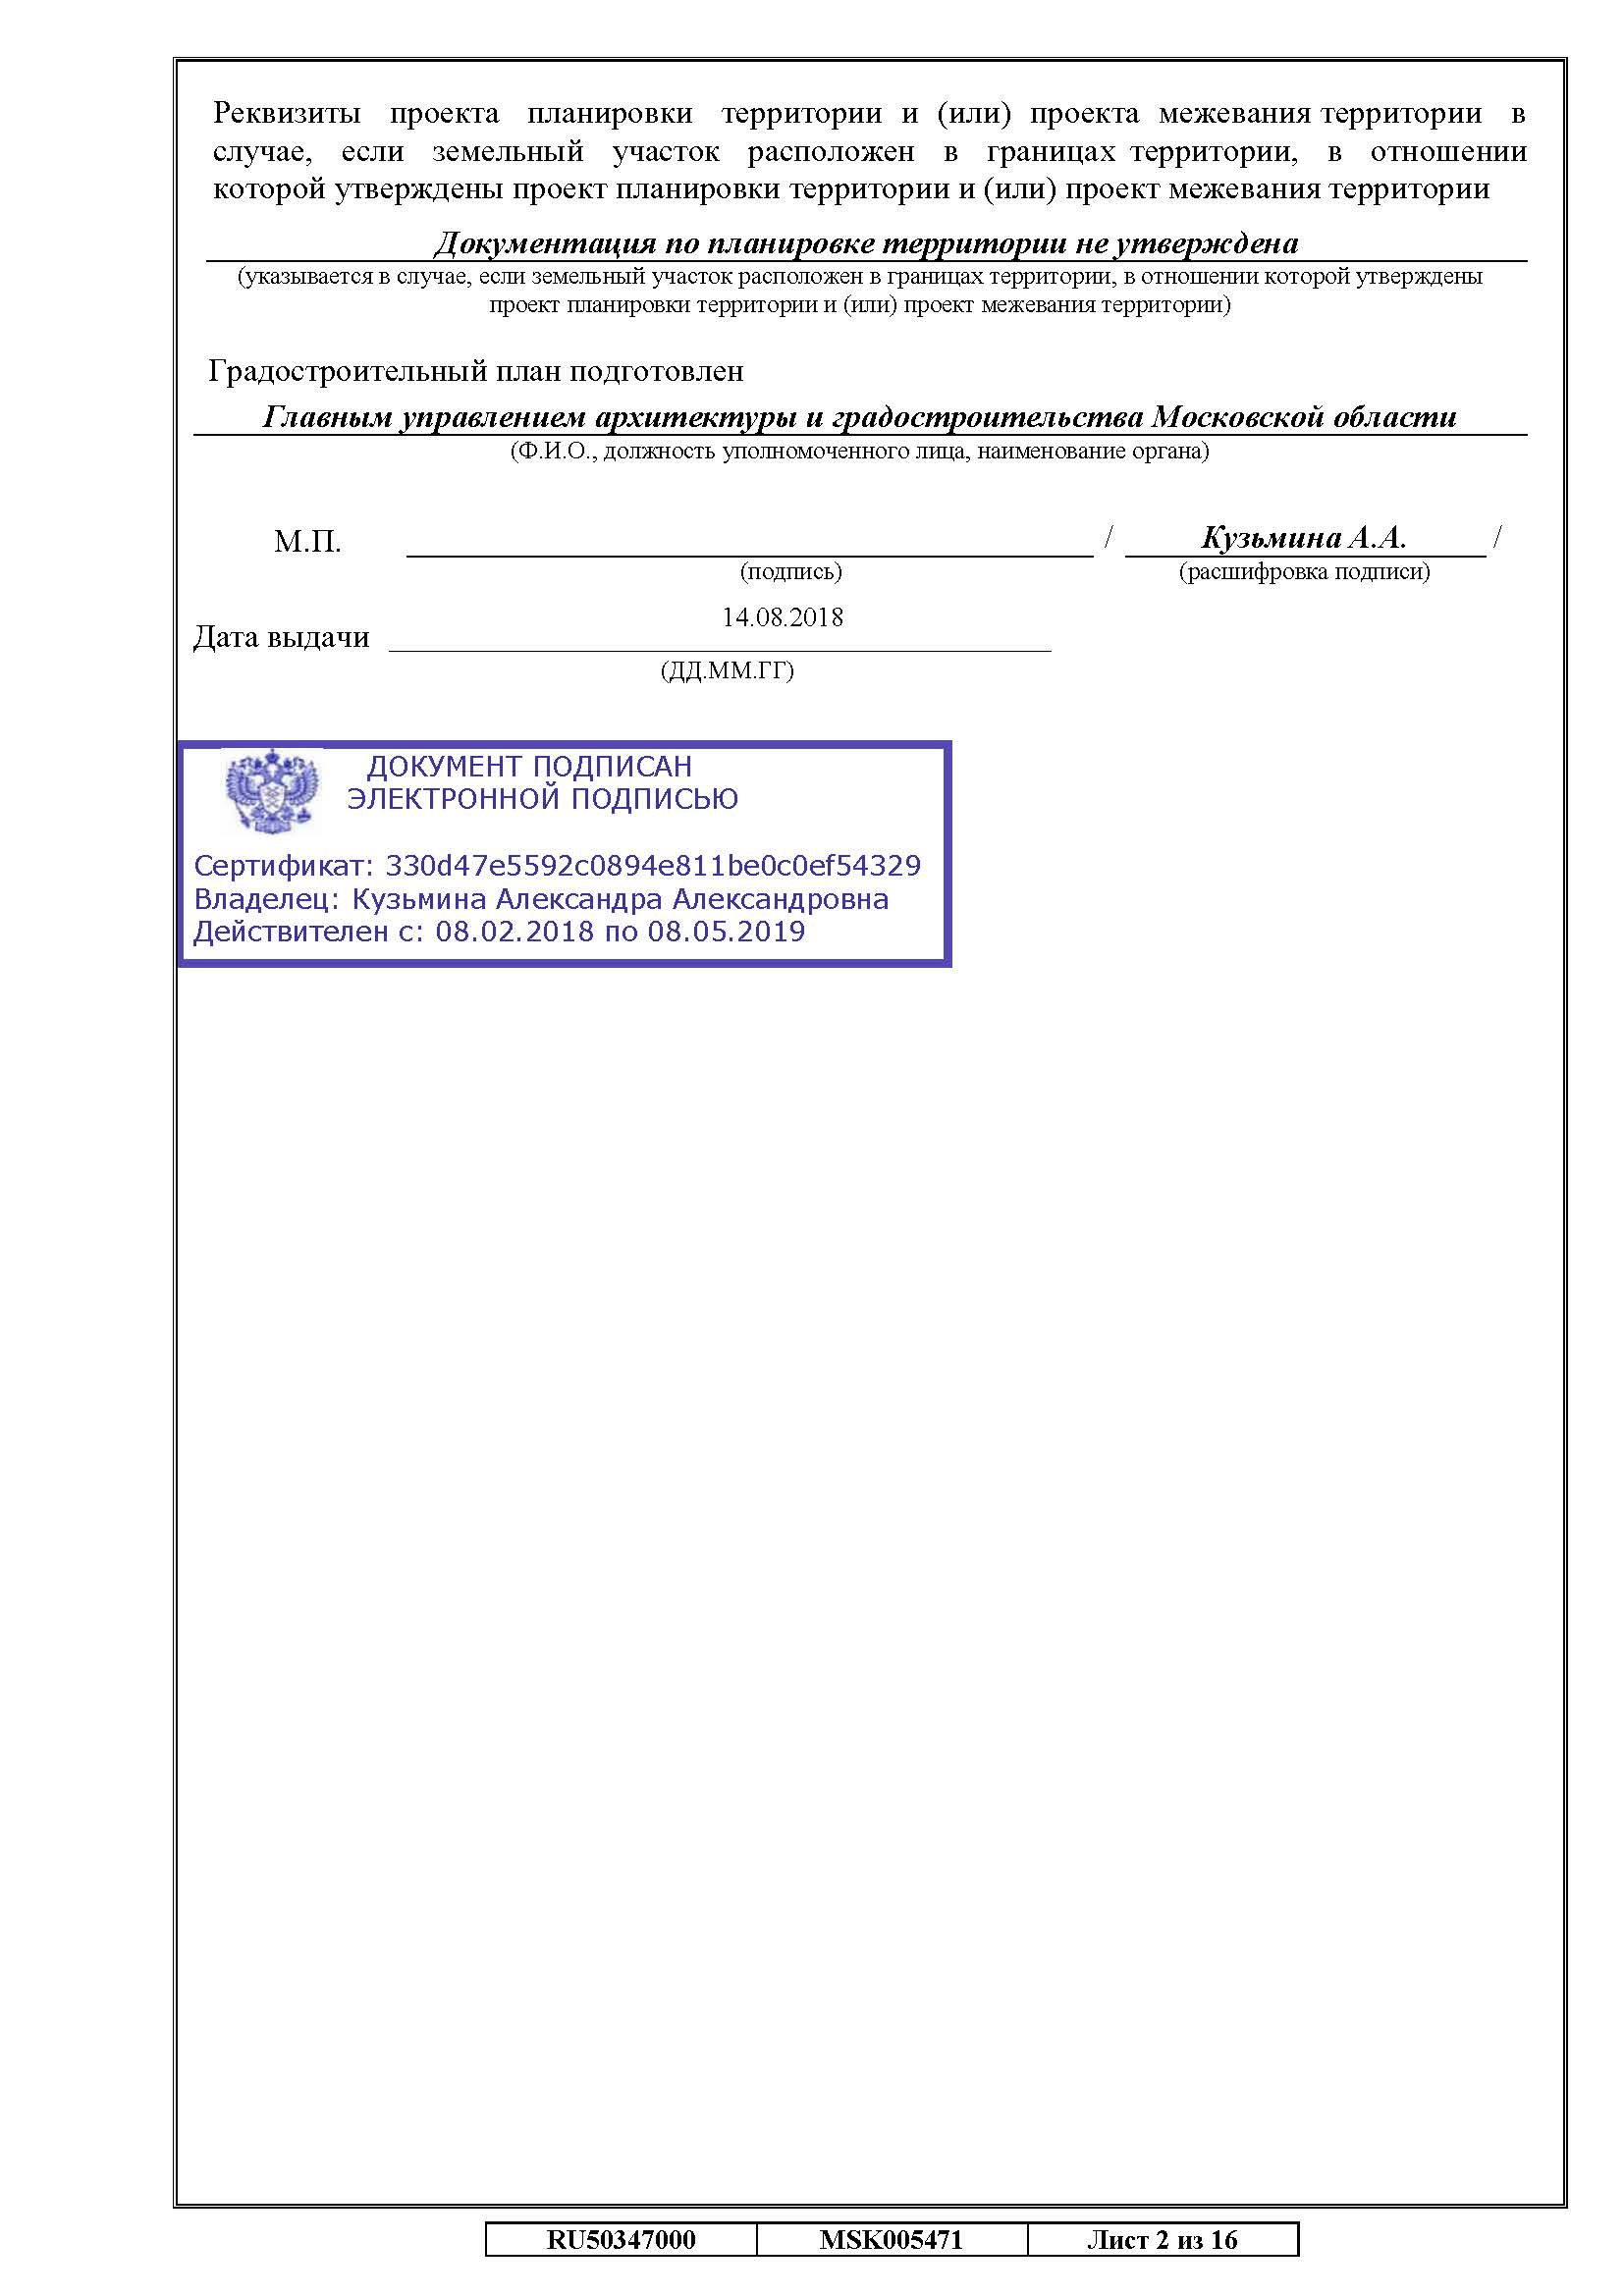 Реквизиты проекта планировки территории и (или) проекта межевания территории в
случае, если земельный участок расположен в границах территории, в отношении
которой утверждены проект планировки территории и (или) проект межевания территории
Документация по планировке территории не утверждена
(указывается в случае, если земельный участок расположен в границах территории, в отношении которой утверждены
проект планировки территории и (или) проект межевания территории)
Градостроительный план подготовлен
Главным управлением архитектуры и градостроительства Московской области
(Ф.И.О., должность уполномоченного лица, наименование органа)
М.П. / Кузьмина А.А. /
(подпись) (расшифровка подписи)
14.08.2018
Дата выдачи
(ДД.ММ.ГГ)
ДОКУМЕНТ ПОДПИСАН
ЭЛЕКТРОННОЙ ПОДПИСЬЮ
Сертификат: 330d47e5592c0894e811be0c0ef54329
Владелец: Кузьмина Александра Александровна
Действителен с: 08.02.2018 по 08.05.2019
RU50347000 MSK005471 Лист 2 из 16